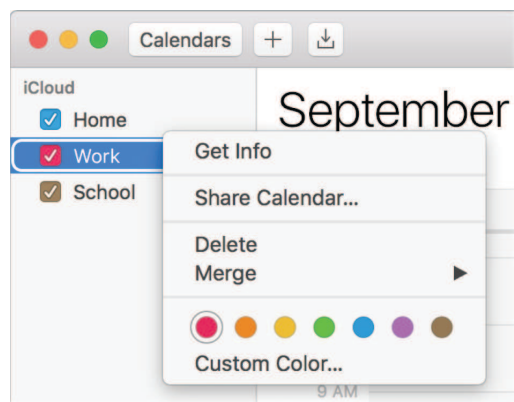 Calendars
iCloud
Home
September
Work
Get Info
School
Share Calendar...
Delete
Merge
Custom Color...
9 AM